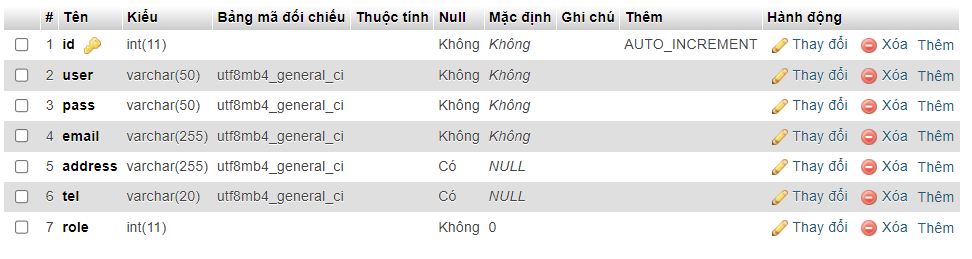 # Tên Kiểu Bảng mã đối chiếu Thuộc tính Null Mặc định Ghi chú Thêm Hành động
1 id int(11) Không Không AUTO_INCREMENT Thay đổi Xóa Thêm
2 user varchar(50) utf8mb4_general_ci Không Không Thay đổi Xóa Thêm
3 pass varchar(50) utf8mb4_general_ci Không Không Thay đổi Xóa Thêm
4 email varchar(255) utf8mb4_general_ci Không Không Thay đổi Xóa Thêm
5 address varchar(255) utf8mb4_general_ci Có NULL Thay đổi Xóa Thêm
6 tel varchar(20) utf8mb4_general_ci Có NULL Thay đổi Xóa Thêm
7 role int(11) Không 0 Thay đổi Xóa Thêm